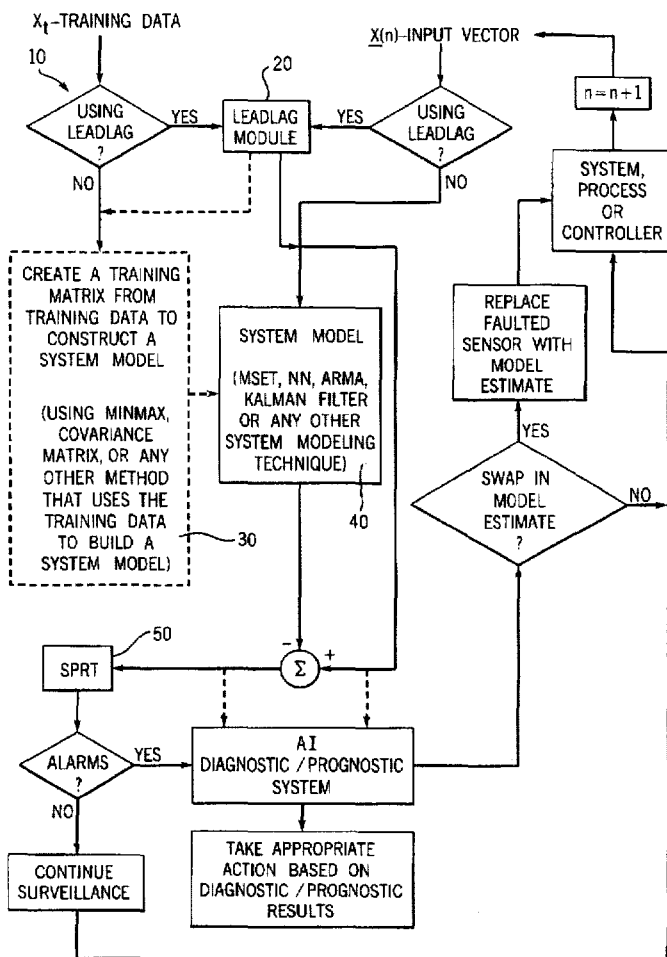 Xt-TRAINING DATA
X(n)-INPUT VECTOR
10
20
n=n+1
USING
LEADLAG
?
YES
LEADLAG
MODULE
YES
USING
LEADLAG
?
NO
NO
SYSTEM,
PROCESS
OR
CONTROLLER
CREATE A TRAINING
MATRIX FROM
TRAINING DATA TO
CONSTRUCT A
SYSTEM MODEL
(USING MINMAX,
COVARIANCE
MATRIX, OR ANY
OTHER METHOD
THAT USES THE
TRAINING DATA
TO BUILD A
SYSTEM MODEL)
30
SYSTEM MODEL
(MSET, NN, ARMA,
KALMAN FILTER
OR ANY OTHER
SYSTEM MODELING
TECHNIQUE)
40
REPLACE
FAULTED
SENSOR WITH
MODEL
ESTIMATE
YES
SWAP IN
MODEL
ESTIMATE
?
NO
50
SPRT
-
Σ
+
ALARMS
?
YES
NO
AI
DIAGNOSTIC/PROGNOSTIC
SYSTEM
CONTINUE
SURVEILLANCE
TAKE APPROPRIATE
ACTION BASED ON
DIAGNOSTIC/PROGNOSTIC
RESULTS